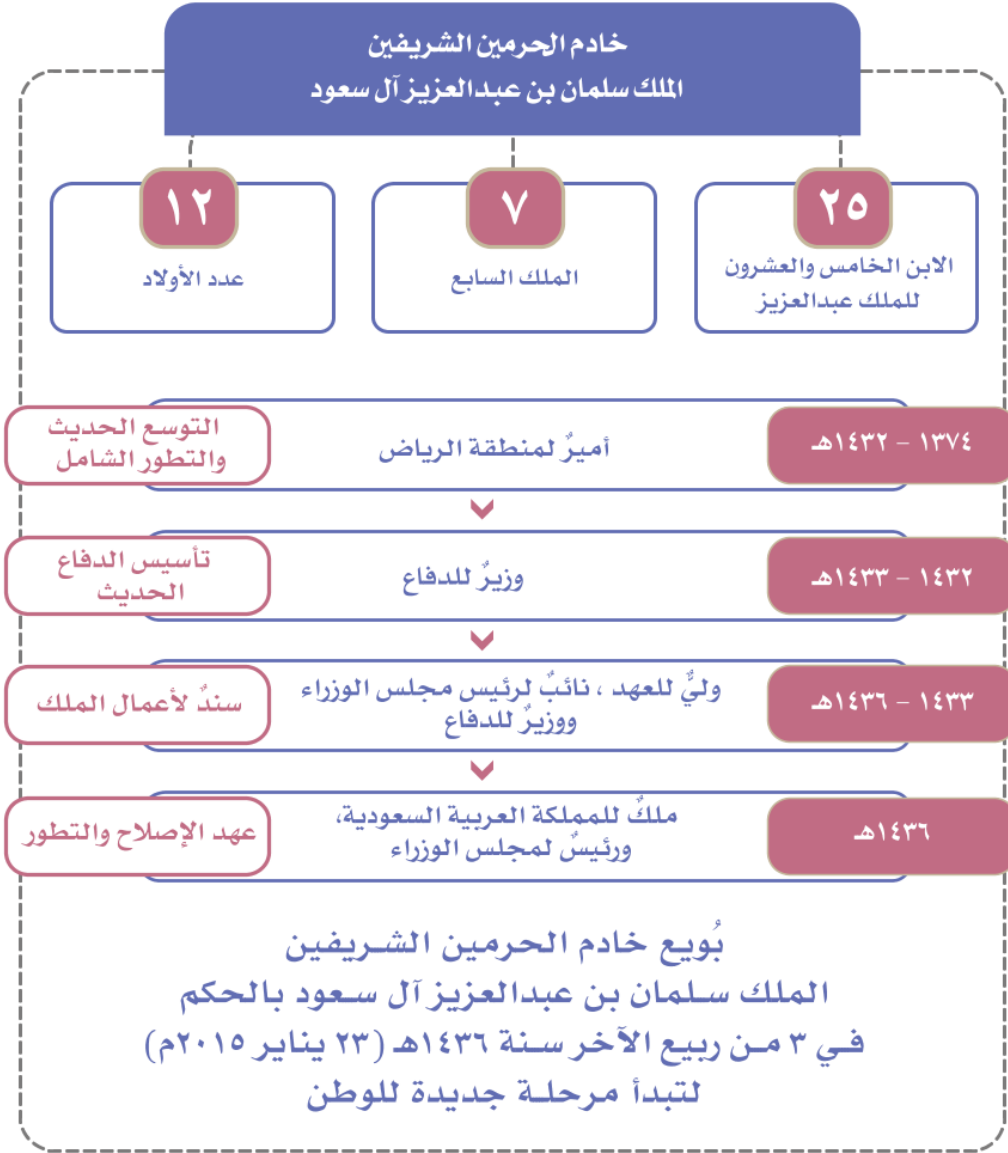 خادم الحرمين الشريفين
الملك سلمان بن عبدالعزيز آل سعود
٢٥
الابن الخامس والعشرون
للملك عبدالعزيز
٧
الملك السابع
١٢
عدد الأولاد
١٣٧٤ – ١٤٣٢هـ
أميرٌ لمنطقة الرياض
التوسع الحديث
والتطور الشامل
١٤٣٢ – ١٤٣٣هـ
وزيرٌ للدفاع
تأسيس الدفاع
الحديث
١٤٣٣ – ١٤٣٦هـ
وليٌّ للعهد ، نائبٌ لرئيس مجلس الوزراء
ووزيرٌ للدفاع
سندٌ لأعمال الملك
١٤٣٦هـ
ملكٌ للمملكة العربية السعودية،
ورئيسٌ لمجلس الوزراء
عهد الإصلاح والتطور
بُويع خادم الحرمين الشريفين
الملك سلمان بن عبدالعزيز آل سعود بالحكم
في ٣ من ربيع الآخر سنة ١٤٣٦هـ (٢٣ يناير ٢٠١٥م)
لتبدأ مرحلة جديدة للوطن